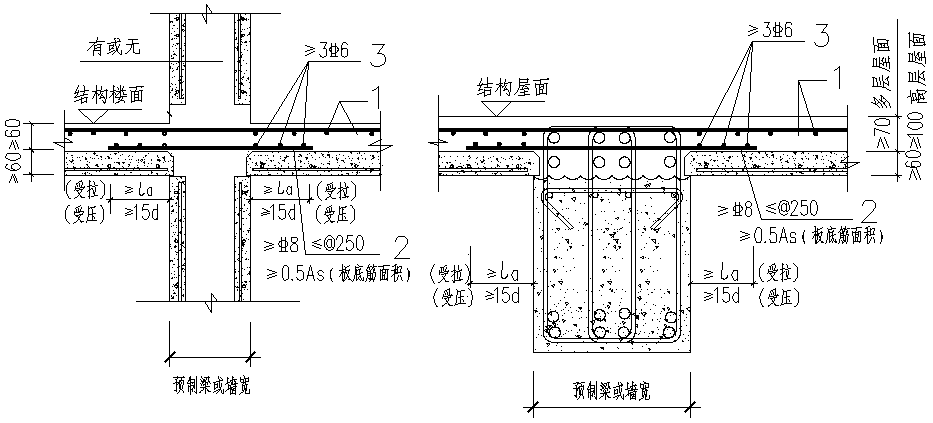 有或无
≥3Φ6
3
结构楼面
1
≥60
≥60
(受拉)
≥la
(受压)
≥15d
≥la
(受拉)
≥15d
(受压)
≥Φ8 ≤@250
2
≥0.5As(板底筋面积)
预制梁或墙宽
≥3Φ6
3
结构屋面
1
≥70 多层屋面
≥60≥100 高层屋面
≥Φ8 ≤@250
2
≥0.5As(板底筋面积)
(受拉)
≥la
(受压)
≥15d
≥la
(受拉)
≥15d
(受压)
预制梁或墙宽